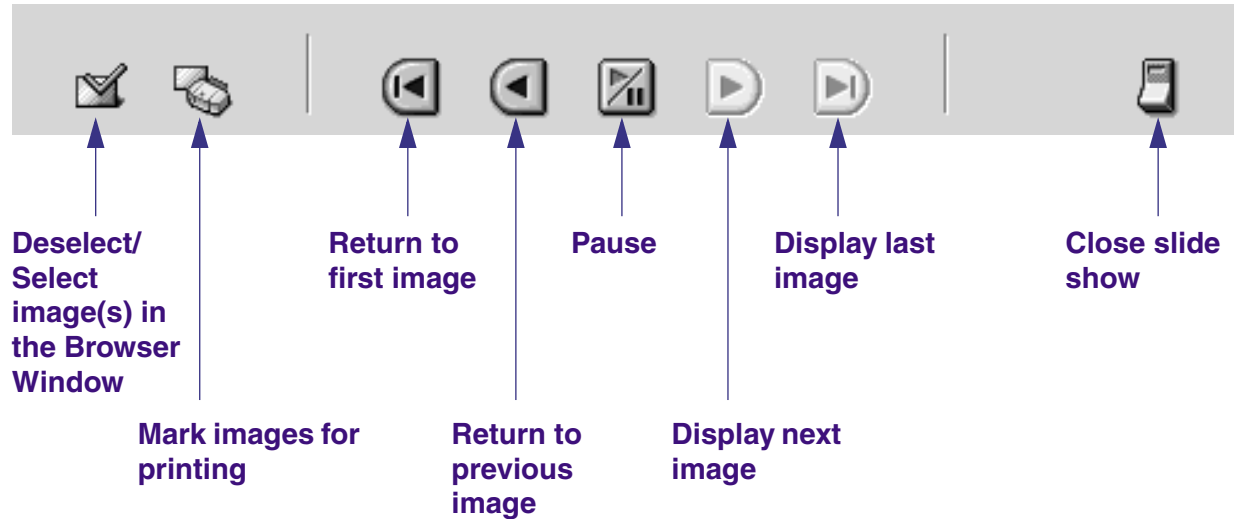 Deselect/
Select
image(s) in
the Browser
Window
Mark images for
printing
Return to
first image
Return to
previous
image
Pause
Display next
image
Display last
image
Close slide
show